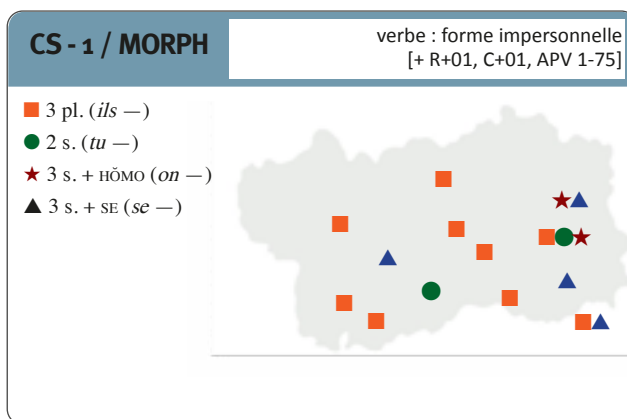 CS - 1 / MORPH
verbe : forme impersonnelle
[+ R+01, C+01, APV 1-75]
3 pl. (ils —)
2 s. (tu —)
3 s. + HŎMO (on —)
3 s. + SE (se —)